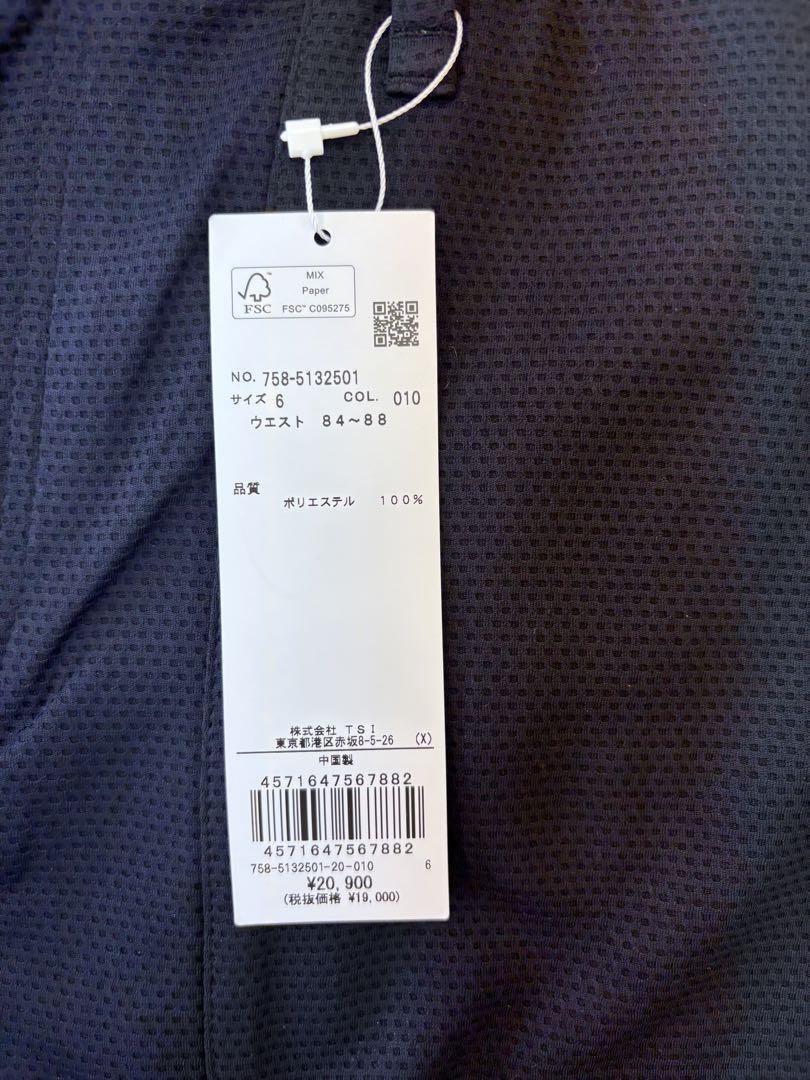 MIX
Paper
FSC™ C095275
FSC
NO. 758-5132501
サイズ 6 COL. 010
ウエスト 84～88
品質
ポリエステル 100%
株式会社 TSI
東京都港区赤坂8-5-26 (X)
中国製
4571647567882
4571647567882
758-5132501-20-010 6
¥20,900
(税抜価格 ¥19,000)